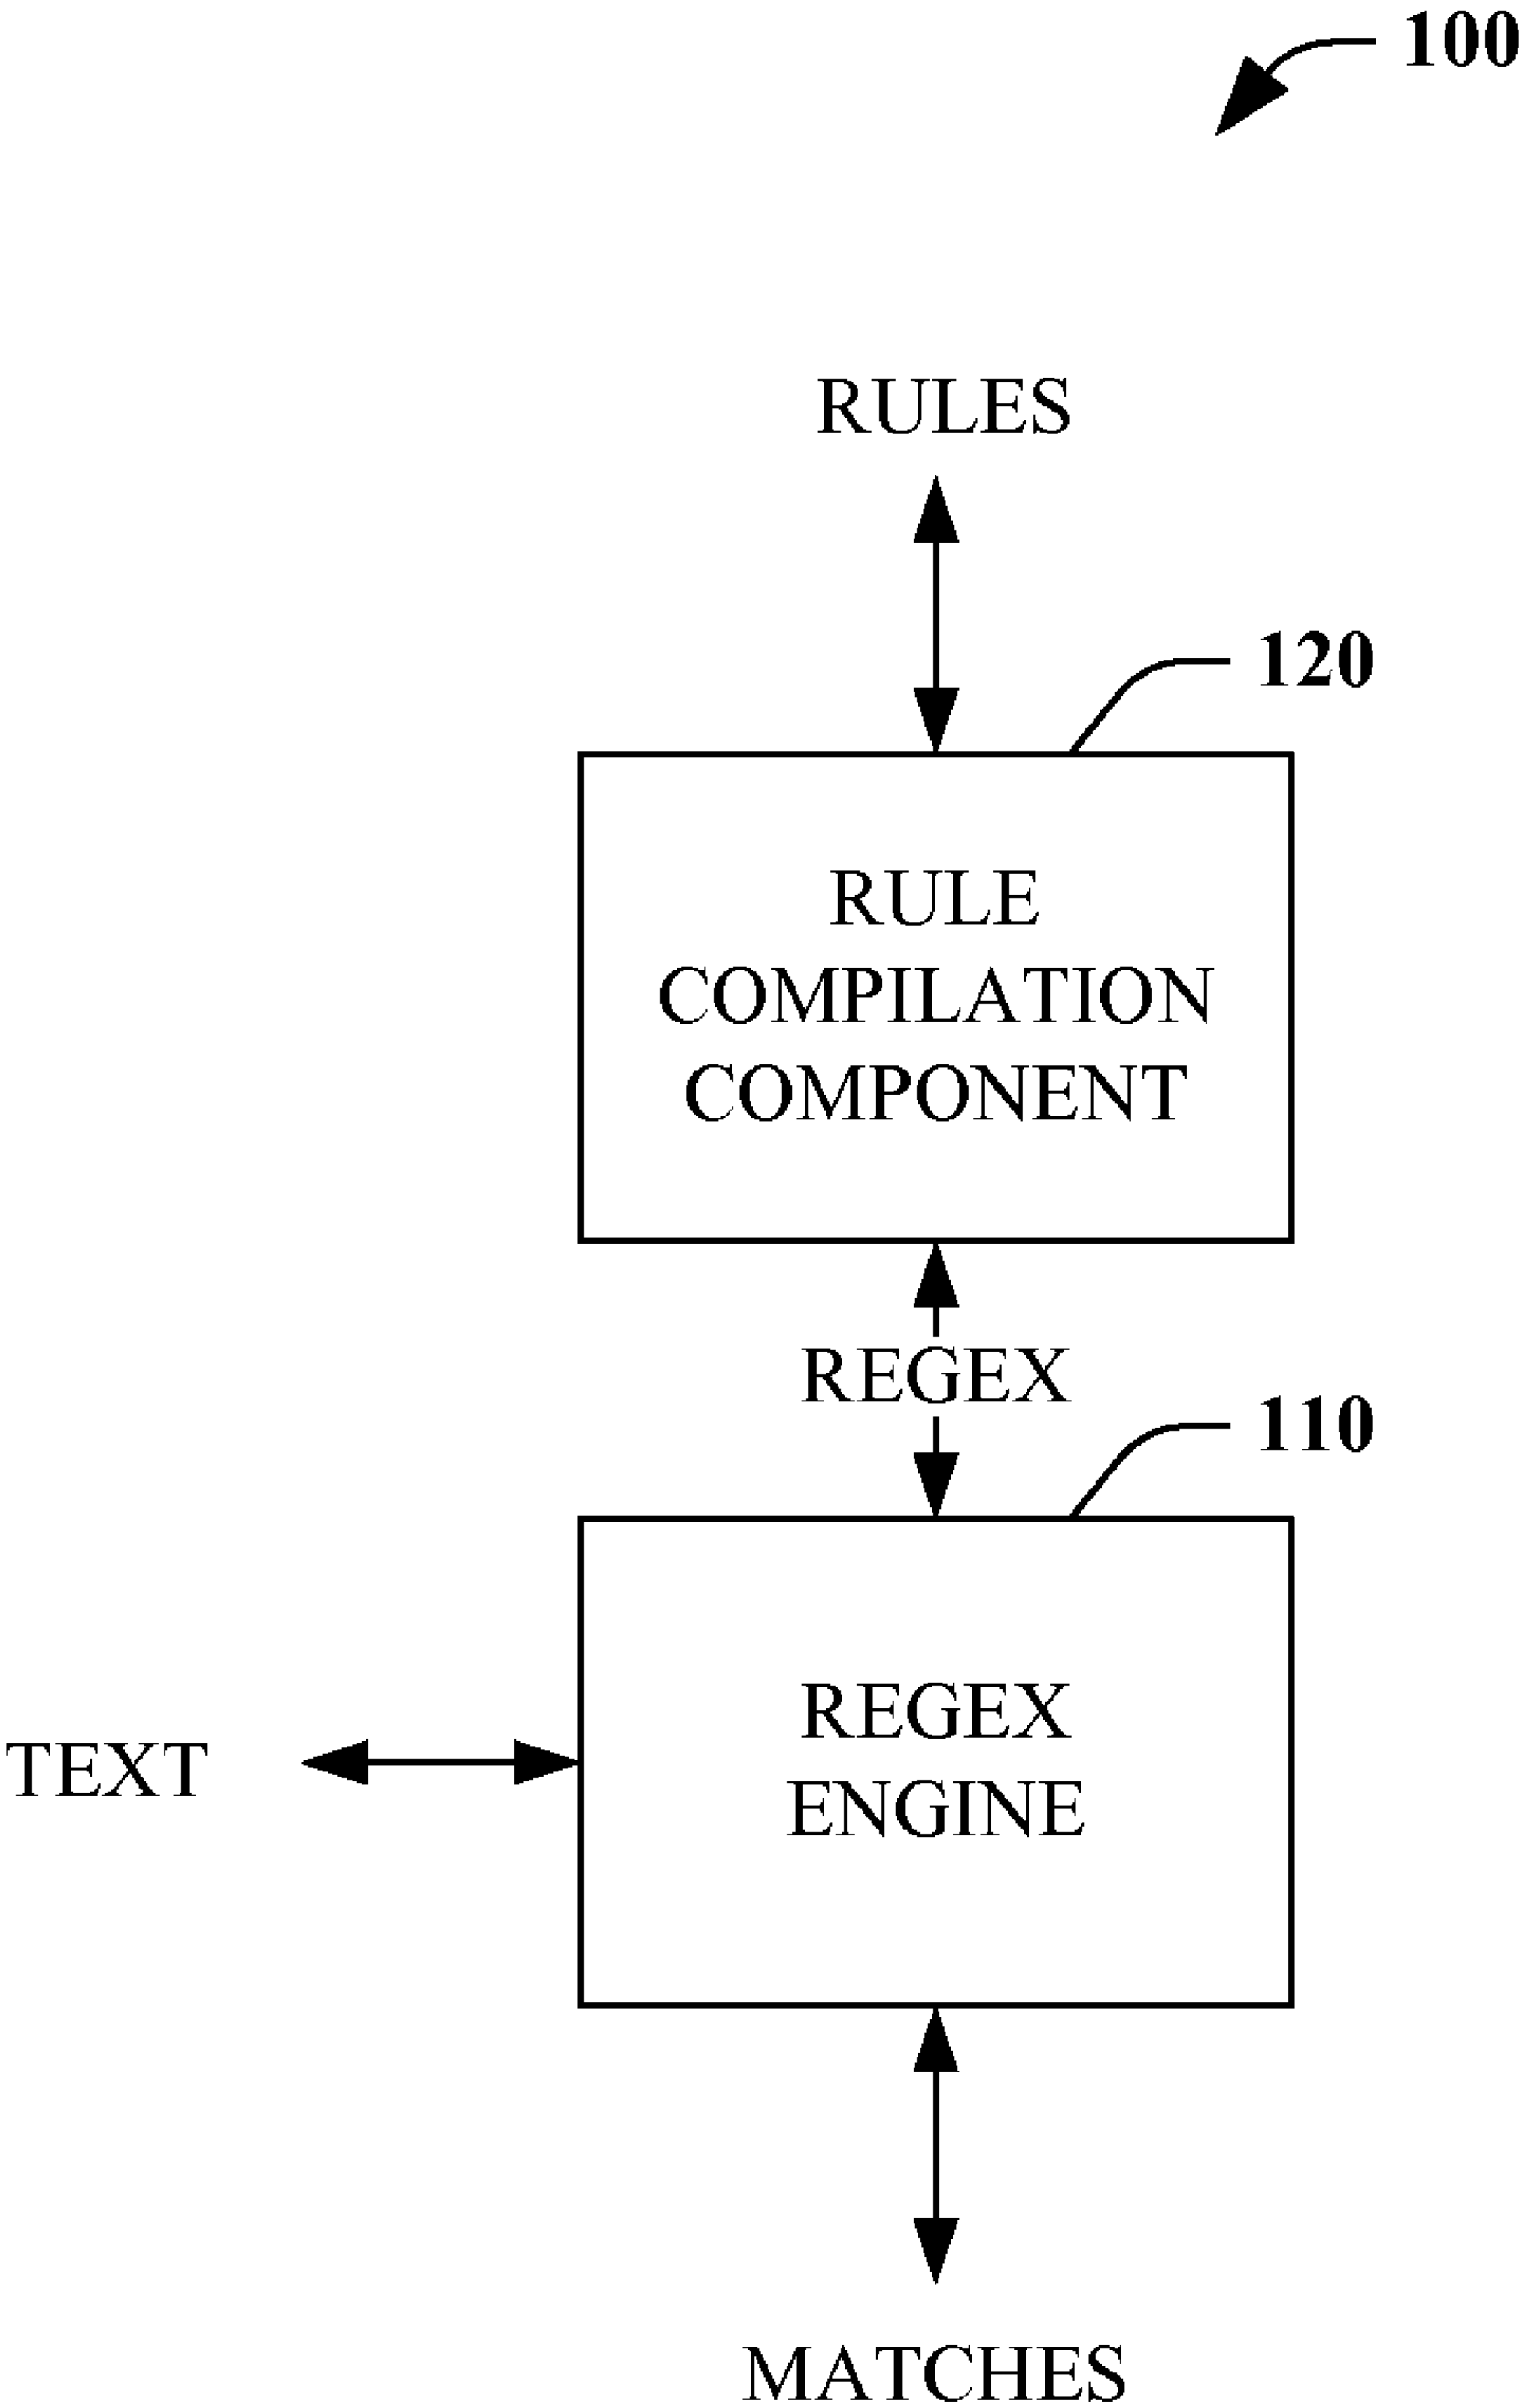 100
RULES
120
RULE
COMPILATION
COMPONENT
REGEX
110
REGEX
ENGINE
TEXT
MATCHES